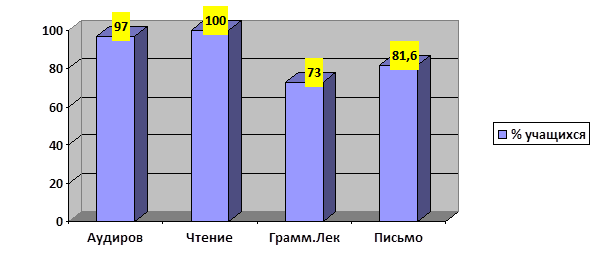 97
100
73
81,6
100
80
60
40
20
0
Аудиров
Чтение
Грамм.Лек
Письмо
% учащихся